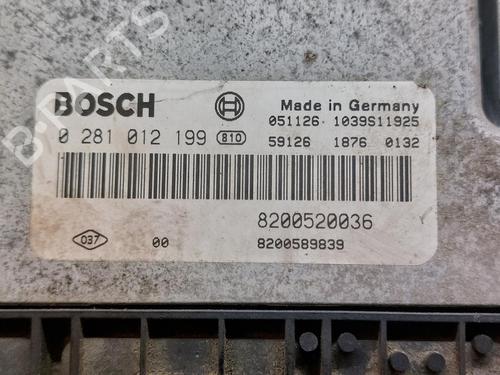 BOSCH
Made in Germany
051126 1039S11925
0 281 012 199 810
59126 1876 0132
8200520036
037 00 8200589839
B-PARTS